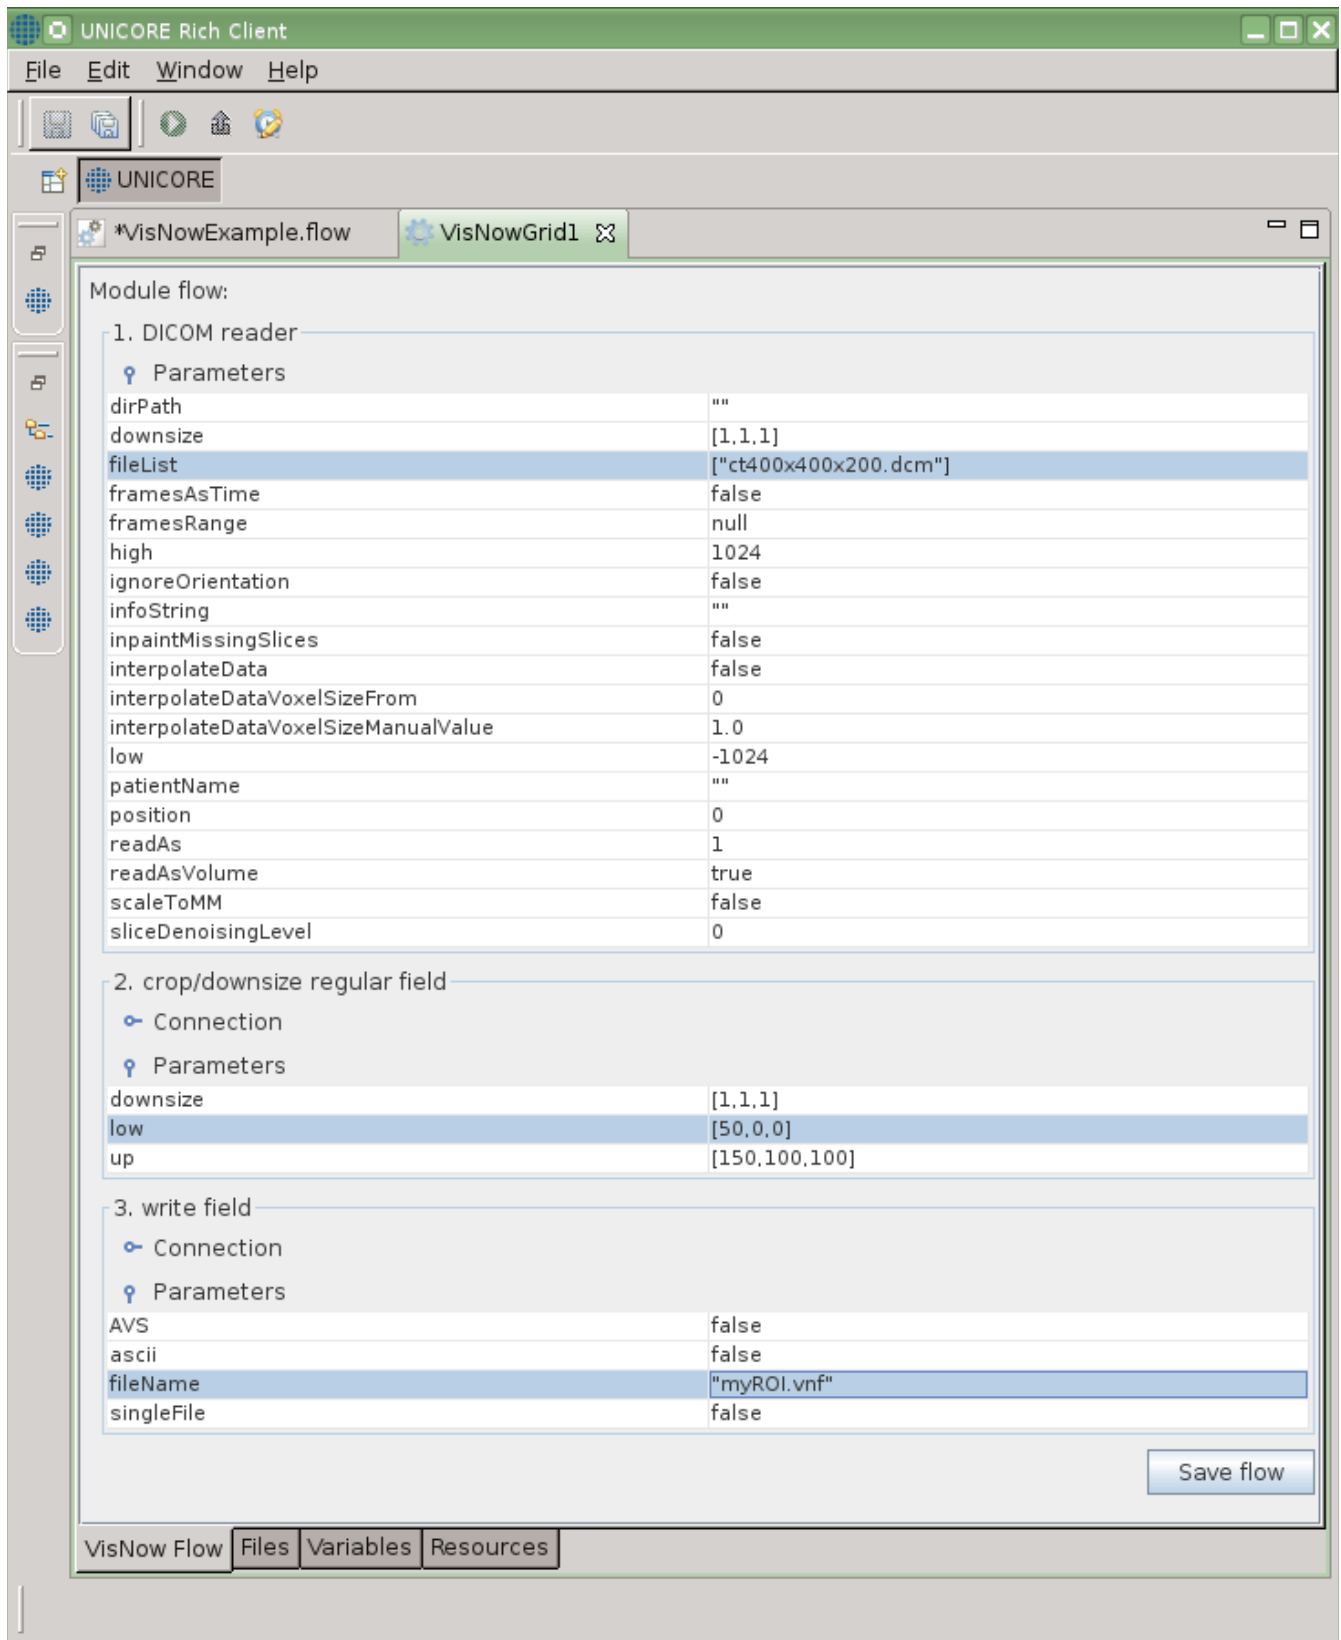 UNICORE Rich Client
File Edit Window Help
UNICORE
*VisNowExample.flow VisNowGrid1
Module flow:
1. DICOM reader
Parameters
dirPath ""
downsize [1,1,1]
fileList ["ct400x400x200.dcm"]
framesAsTime false
framesRange null
high 1024
ignoreOrientation false
infoString ""
inpaintMissingSlices false
interpolateData false
interpolateDataVoxelSizeFrom 0
interpolateDataVoxelSizeManualValue 1.0
low -1024
patientName ""
position 0
readAs 1
readAsVolume true
scaleToMM false
sliceDenoisingLevel 0
2. crop/downsize regular field
Connection
Parameters
downsize [1,1,1]
low [50,0,0]
up [150,100,100]
3. write field
Connection
Parameters
AVS false
ascii false
fileName "myROI.vnf"
singleFile false
Save flow
VisNow Flow Files Variables Resources